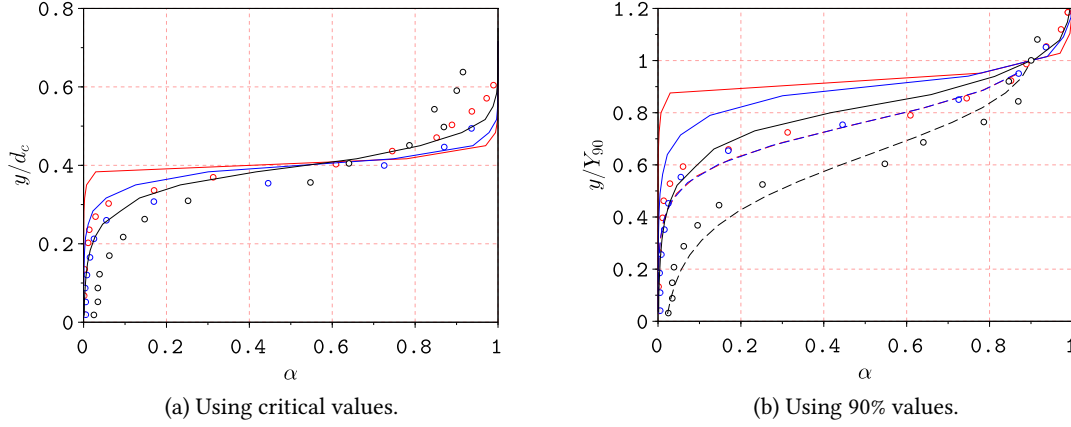 0.8
0.6
0.4
0.2
0
y/d_c
0 0.2 0.4 0.6 0.8 1
α
(a) Using critical values.
1.2
1
0.8
0.6
0.4
0.2
0
y/Y_90
0 0.2 0.4 0.6 0.8 1
α
(b) Using 90% values.